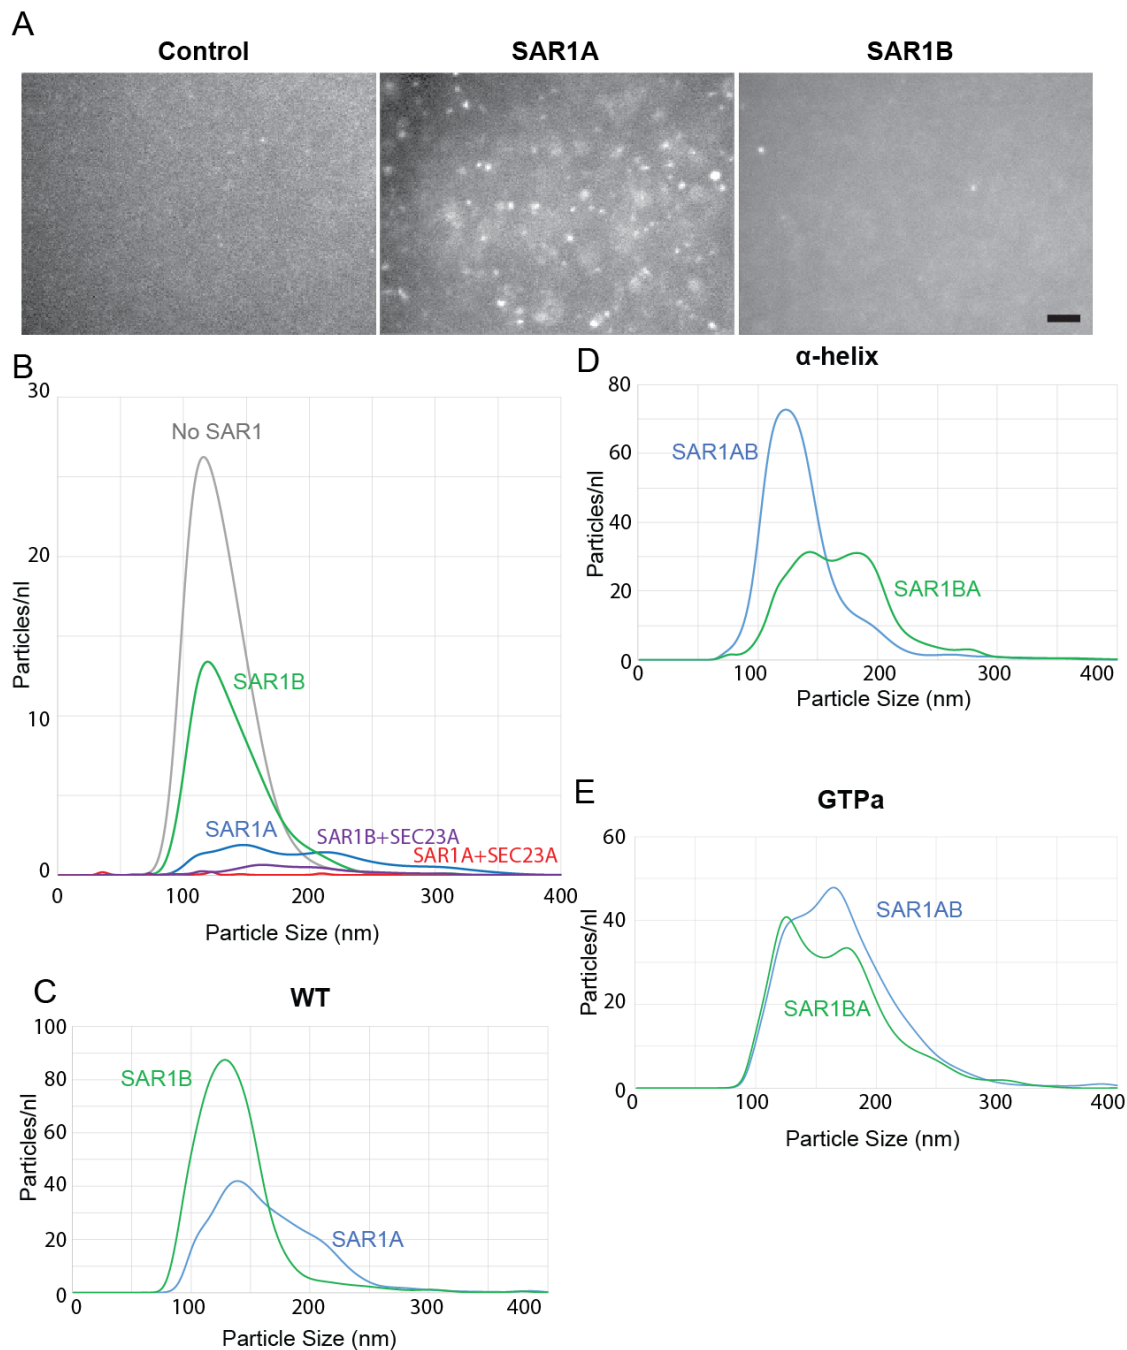 A
Control
SAR1A
SAR1B
B
30
20
10
0
Particles/nl
No SAR1
SAR1B
SAR1A
SAR1B+SEC23A
SAR1A+SEC23A
0
100
200
300
400
Particle Size (nm)
C
WT
100
80
60
40
20
0
Particles/nl
SAR1B
SAR1A
0
100
200
300
400
Particle Size (nm)
D
α-helix
80
60
40
20
0
Particles/nl
SAR1AB
SAR1BA
0
100
200
300
400
Particle Size (nm)
E
GTPa
60
40
20
0
Particles/nl
SAR1AB
SAR1BA
0
100
200
300
400
Particle Size (nm)